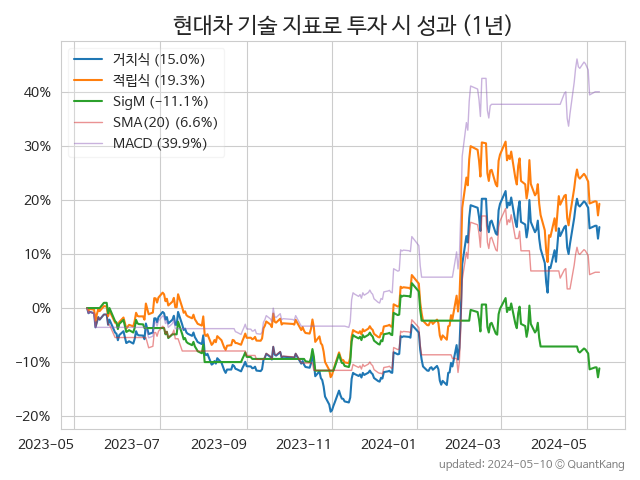 현대차 기술 지표로 투자 시 성과 (1년)
거치식 (15.0%)
적립식 (19.3%)
SigM (−11.1%)
SMA(20) (6.6%)
MACD (39.9%)
40%
30%
20%
10%
0%
−10%
−20%
2023-05
2023-07
2023-09
2023-11
2024-01
2024-03
2024-05
updated: 2024-05-10 © QuantKang